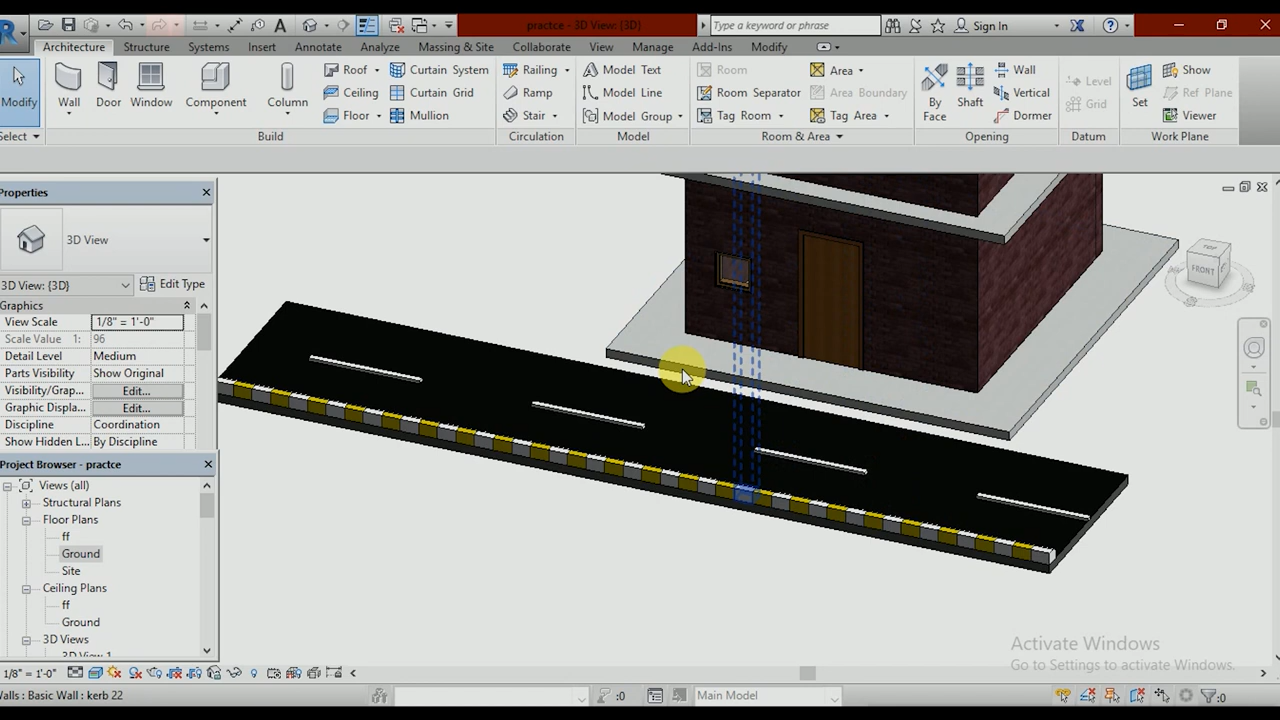 practce - 3D View: {3D}
Type a keyword or phrase
Sign In
Architecture Structure Systems Insert Annotate Analyze Massing & Site Collaborate View Manage Add-Ins Modify
Modify
Wall
Door
Window
Component
Column
Roof
Ceiling
Floor
Curtain System
Curtain Grid
Mullion
Railing
Ramp
Stair
Model Text
Model Line
Model Group
Room
Room Separator
Tag Room
Area
Area Boundary
Tag Area
By Face
Shaft
Wall
Vertical
Dormer
Level
Grid
Set
Show
Ref Plane
Viewer
Select Build Circulation Model Room & Area Opening Datum Work Plane
Properties
3D View
3D View: {3D} Edit Type
Graphics
View Scale 1/8" = 1'-0"
Scale Value 1: 96
Detail Level Medium
Parts Visibility Show Original
Visibility/Grap... Edit...
Graphic Displa... Edit...
Discipline Coordination
Show Hidden L... By Discipline
Project Browser - practce
Views (all)
Structural Plans
Floor Plans
ff
Ground
Site
Ceiling Plans
ff
Ground
3D Views
3D View 1
TOP
FRONT
Activate Windows
Go to Settings to activate Windows.
1/8" = 1'-0"
Walls : Basic Wall : kerb 22
:0
Main Model
:0